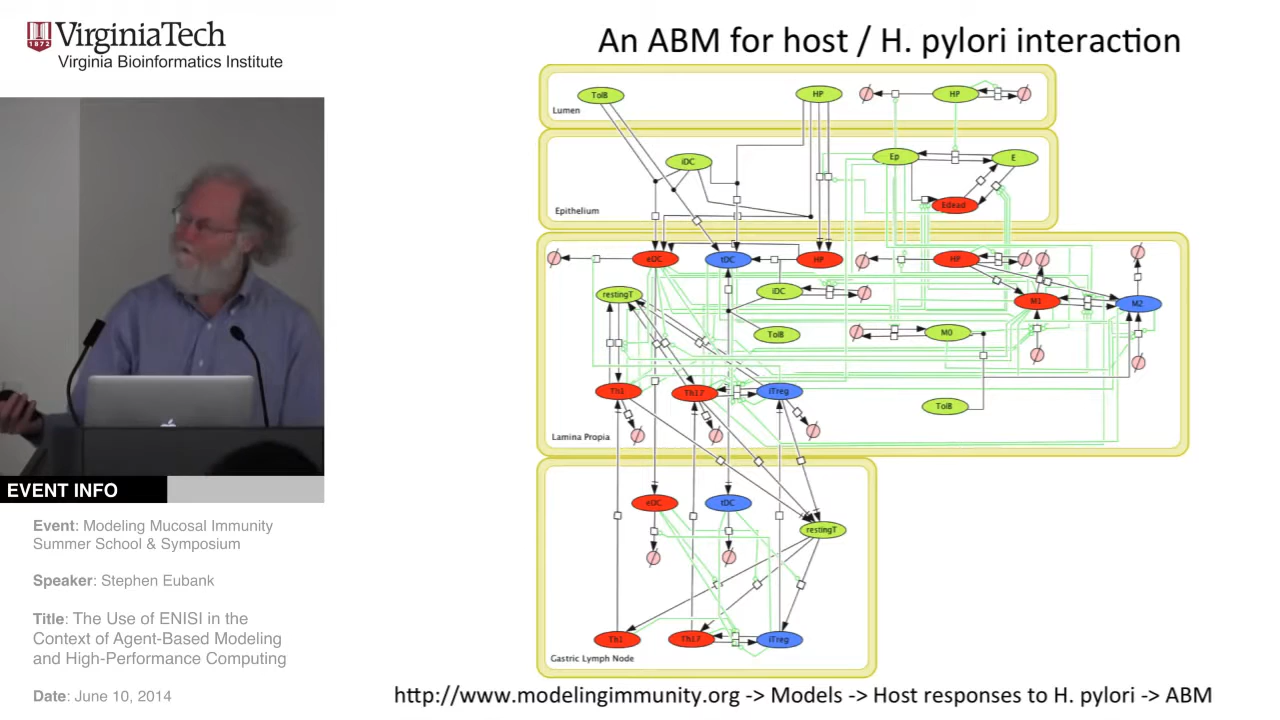 VirginiaTech
1872
Virginia Bioinformatics Institute
An ABM for host / H. pylori interaction
EVENT INFO
Event: Modeling Mucosal Immunity
Summer School & Symposium
Speaker: Stephen Eubank
Title: The Use of ENISI in the
Context of Agent-Based Modeling
and High-Performance Computing
Date: June 10, 2014
TolB HP HP
Lumen
iDC Ep E
Edead
Epithelium
eDC tDC HP HP
restingT iDC M1 M2
TolB M0
Th1 Th17 iTreg
TolB
Lamina Propia
eDC tDC
restingT
Th1 Th17 iTreg
Gastric Lymph Node
http://www.modelingimmunity.org -> Models -> Host responses to H. pylori -> ABM